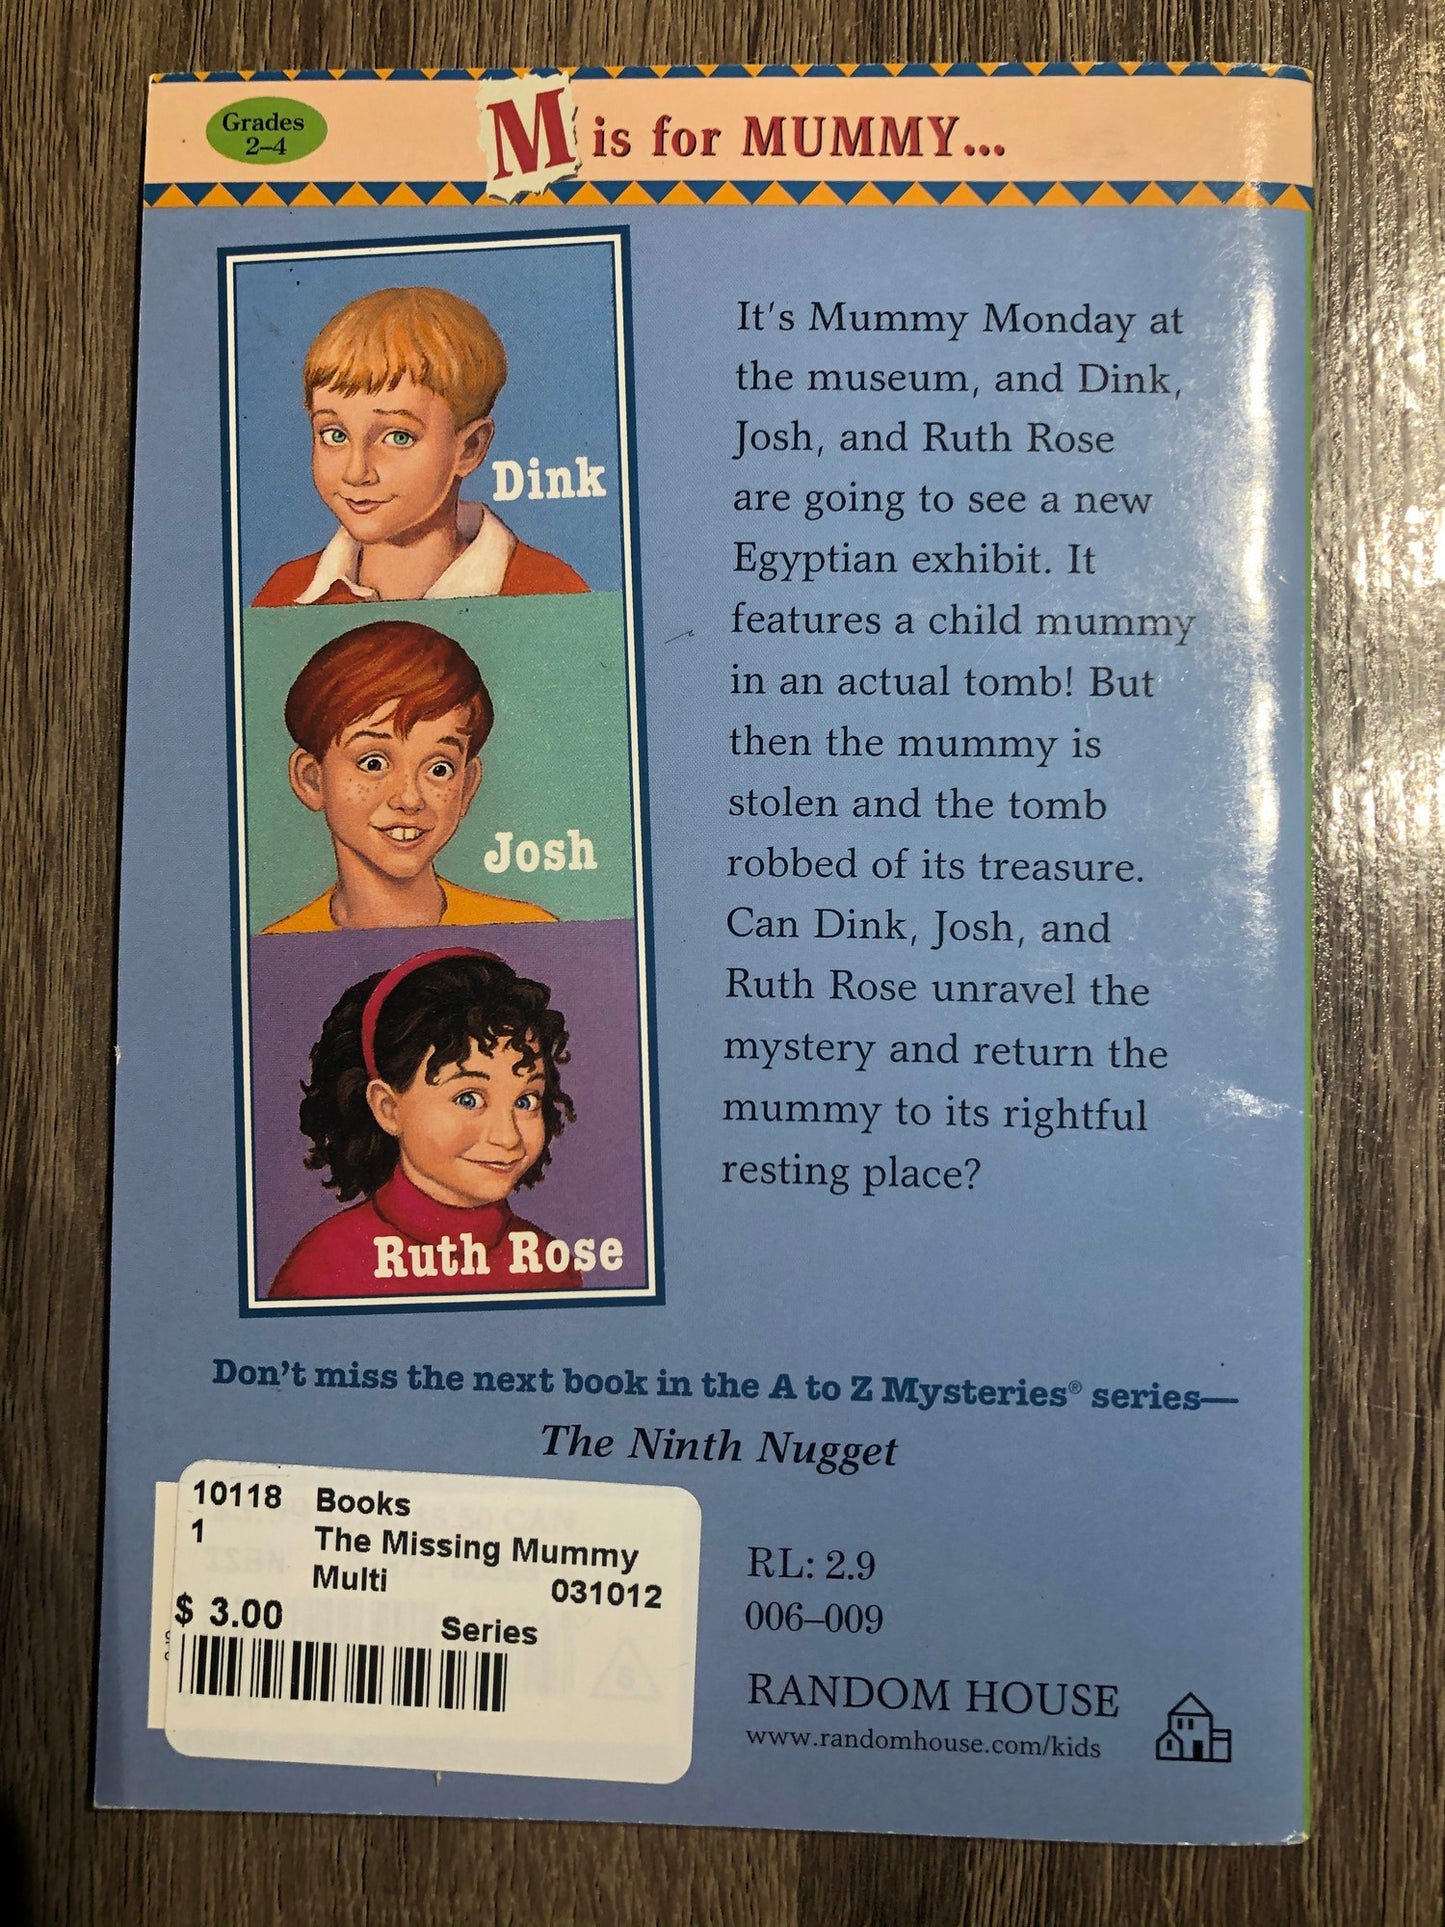 Grades
2–4
M is for MUMMY...
Dink
Josh
Ruth Rose
It's Mummy Monday at
the museum, and Dink,
Josh, and Ruth Rose
are going to see a new
Egyptian exhibit. It
features a child mummy
in an actual tomb! But
then the mummy is
stolen and the tomb
robbed of its treasure.
Can Dink, Josh, and
Ruth Rose unravel the
mystery and return the
mummy to its rightful
resting place?
Don't miss the next book in the A to Z Mysteries® series—
The Ninth Nugget
10118 Books
1 The Missing Mummy
Multi 031012
$ 3.00 Series
RL: 2.9
006–009
RANDOM HOUSE
www.randomhouse.com/kids